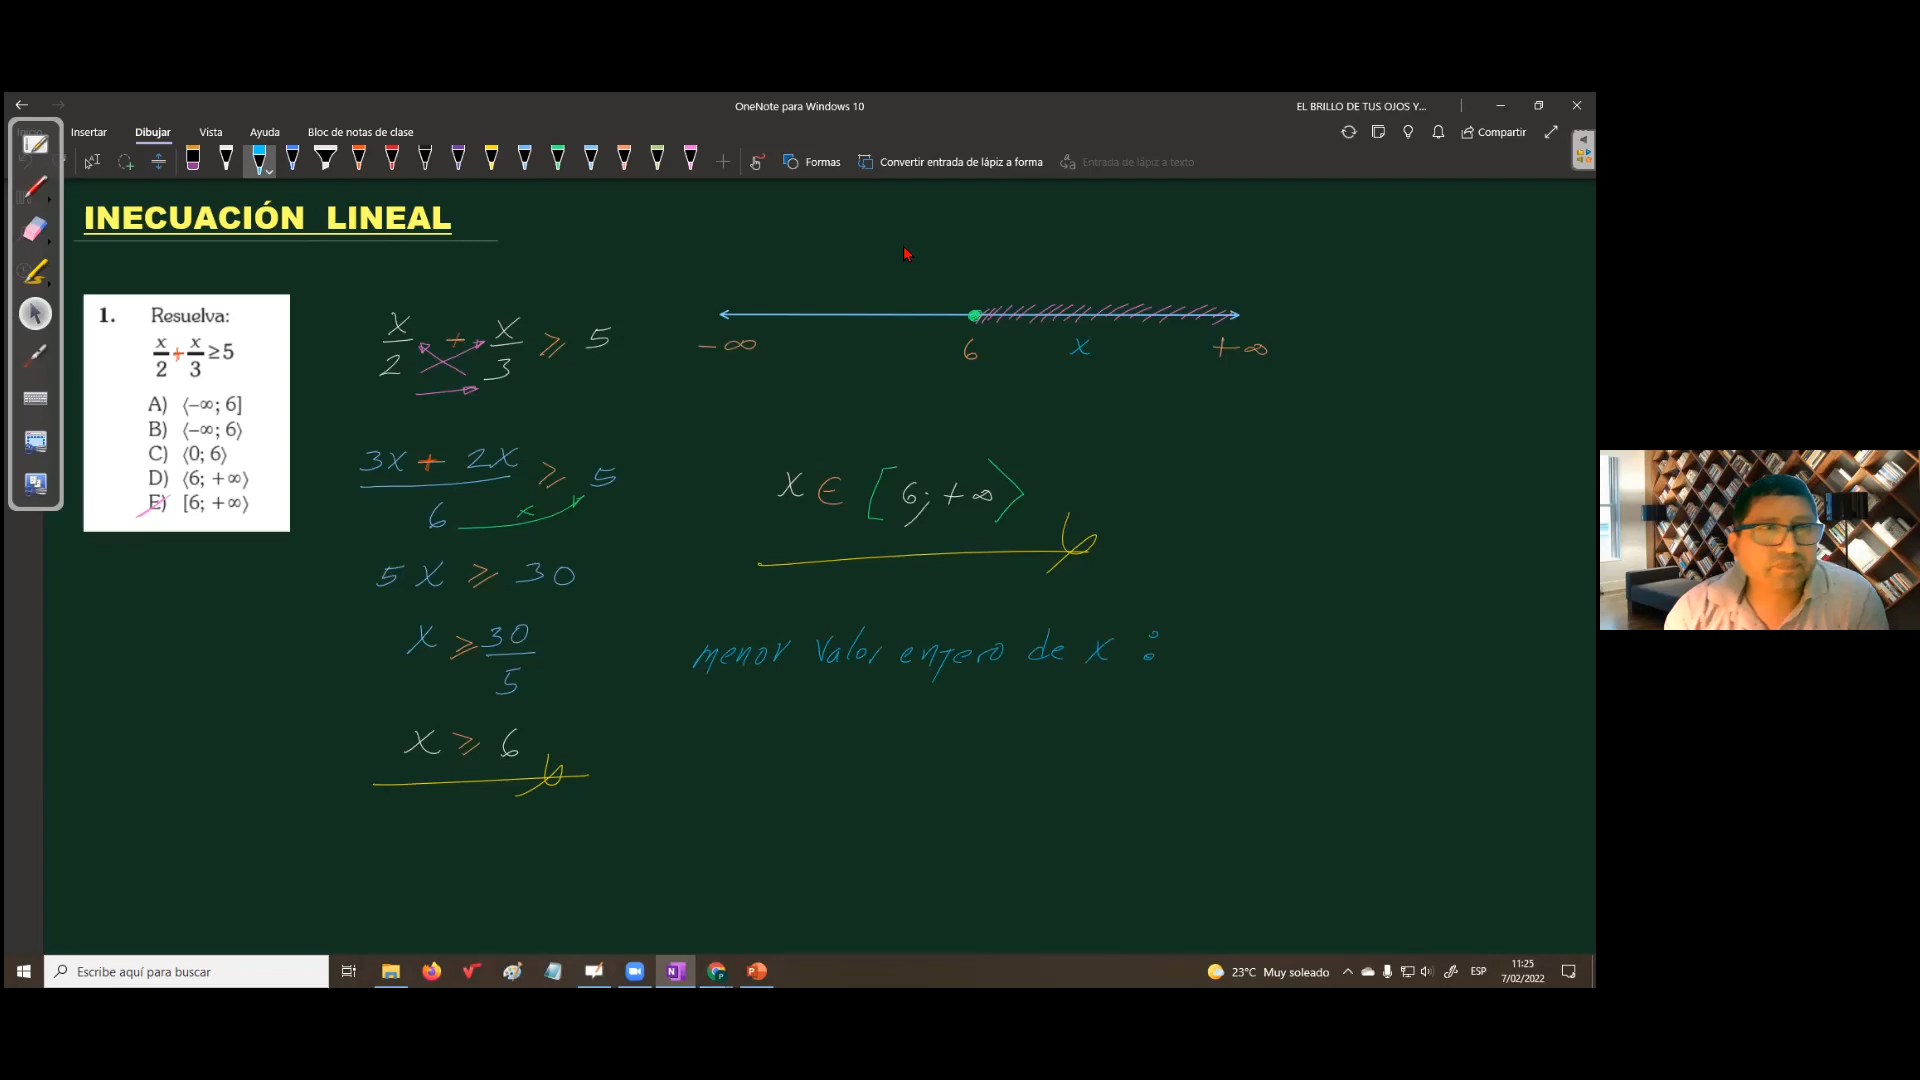 OneNote para Windows 10
EL BRILLO DE TUS OJOS Y...
Insertar Dibujar Vista Ayuda Bloc de notas de clase
Compartir
Formas Convertir entrada de lápiz a forma Entrada de lápiz a texto
INECUACIÓN LINEAL
1. Resuelva:
x/2 + x/3 ≥ 5
A) ⟨–∞; 6]
B) ⟨–∞; 6⟩
C) ⟨0; 6⟩
D) ⟨6; +∞⟩
E) [6; +∞⟩
x/2 + x/3 ≥ 5
3x + 2x / 6 ≥ 5
x
5x ≥ 30
x ≥ 30/5
x ≥ 6
-∞ 6 x +∞
x ∈ [6; +∞⟩
menor valor entero de x :
Escribe aquí para buscar
23°C Muy soleado
ESP
11:25
7/02/2022